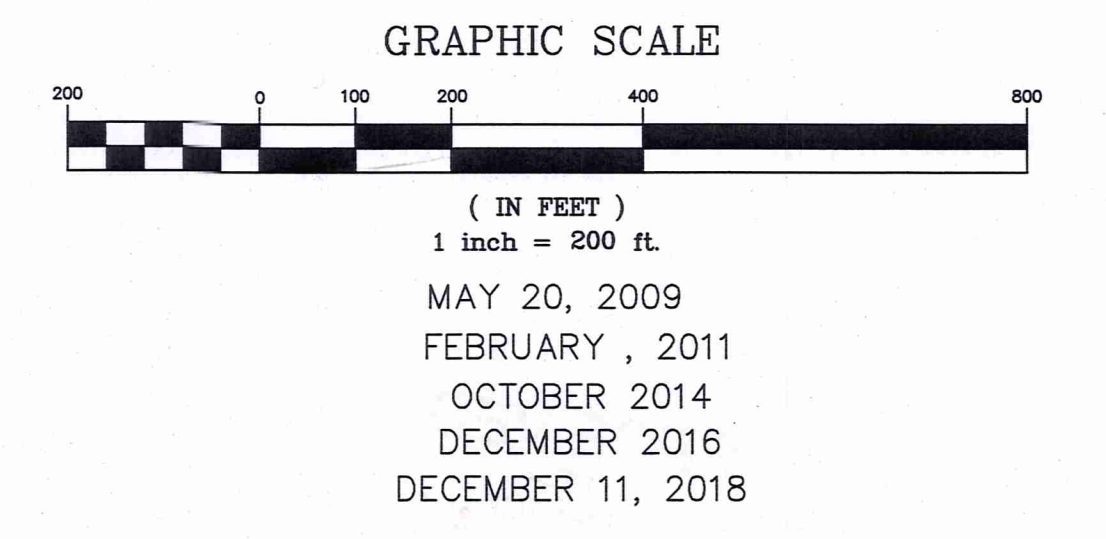 GRAPHIC SCALE
200 0 100 200 400 800
( IN FEET )
1 inch = 200 ft.
MAY 20, 2009
FEBRUARY , 2011
OCTOBER 2014
DECEMBER 2016
DECEMBER 11, 2018